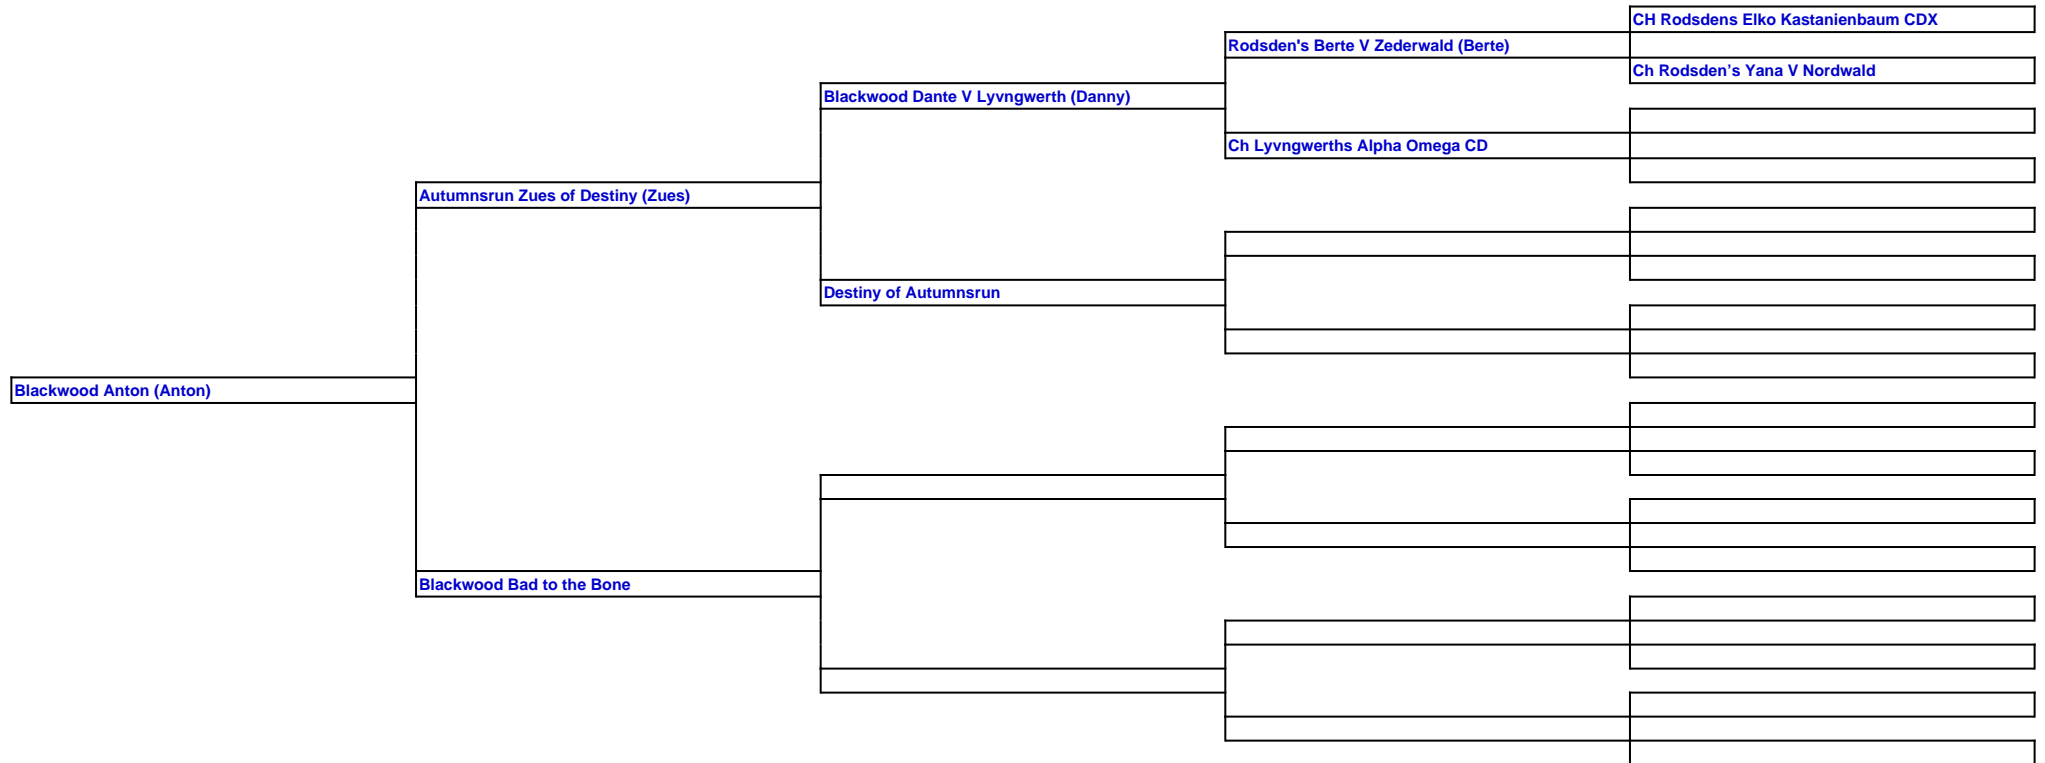 CH Rodsdens Elko Kastanienbaum CDX
Rodsden's Berte V Zederwald (Berte)
Ch Rodsden’s Yana V Nordwald
Blackwood Dante V Lyvngwerth (Danny)
Ch Lyvngwerths Alpha Omega CD
Autumnsrun Zues of Destiny (Zues)
Destiny of Autumnsrun
Blackwood Anton (Anton)
Blackwood Bad to the Bone